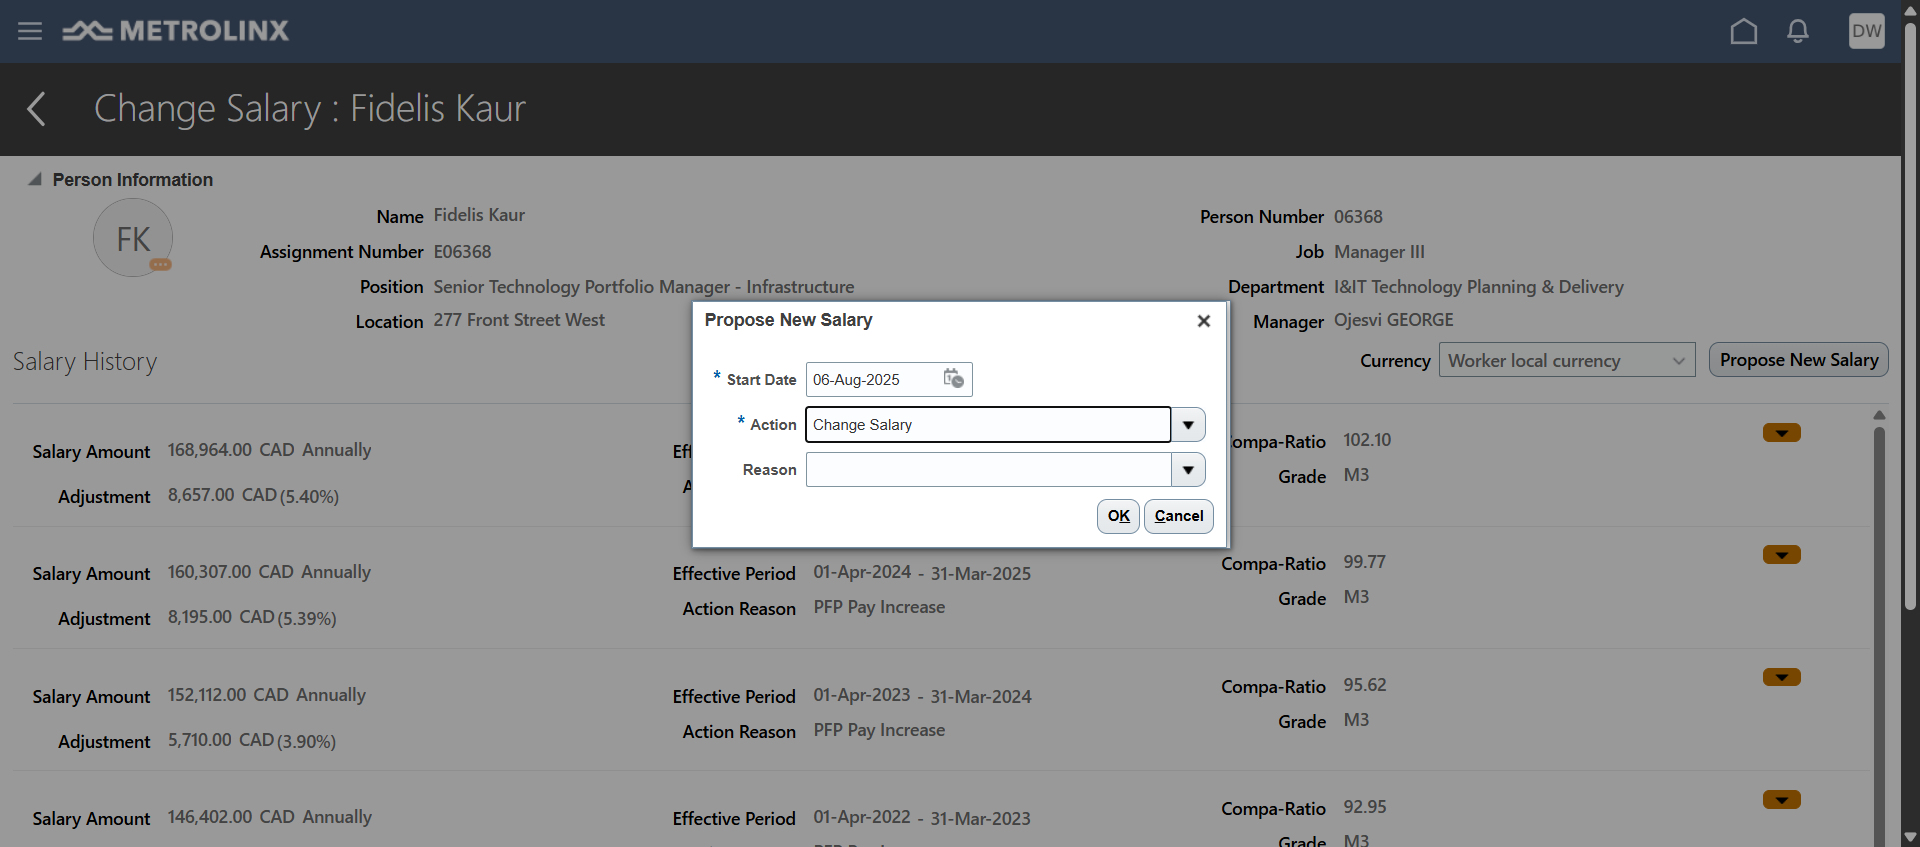 METROLINX
DW
Change Salary : Fidelis Kaur
Person Information
FK
Name Fidelis Kaur
Person Number 06368
Assignment Number E06368
Job Manager III
Position Senior Technology Portfolio Manager - Infrastructure
Department I&IT Technology Planning & Delivery
Location 277 Front Street West
Manager Ojesvi GEORGE
Salary History
Currency Worker local currency
Propose New Salary
Propose New Salary
* Start Date 06-Aug-2025
* Action Change Salary
Reason
OK Cancel
Salary Amount 168,964.00 CAD Annually
Compa-Ratio 102.10
Adjustment 8,657.00 CAD (5.40%)
Grade M3
Salary Amount 160,307.00 CAD Annually
Effective Period 01-Apr-2024 - 31-Mar-2025
Compa-Ratio 99.77
Adjustment 8,195.00 CAD (5.39%)
Action Reason PFP Pay Increase
Grade M3
Salary Amount 152,112.00 CAD Annually
Effective Period 01-Apr-2023 - 31-Mar-2024
Compa-Ratio 95.62
Adjustment 5,710.00 CAD (3.90%)
Action Reason PFP Pay Increase
Grade M3
Salary Amount 146,402.00 CAD Annually
Effective Period 01-Apr-2022 - 31-Mar-2023
Compa-Ratio 92.95
Grade M3